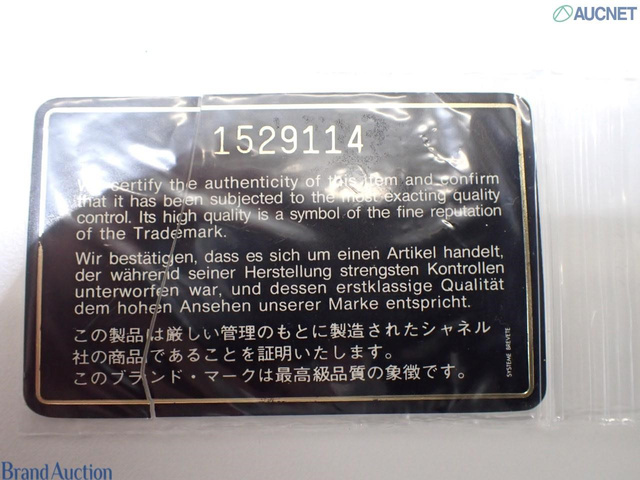 AUCNET
1529114
We certify the authenticity of this item and confirm
that it has been subjected to the most exacting quality
control. Its high quality is a symbol of the fine reputation
of the Trademark.
Wir bestätigen, dass es sich um einen Artikel handelt,
der während seiner Herstellung strengsten Kontrollen
unterworfen war, und dessen erstklassige Qualität
dem hohen Ansehen unserer Marke entspricht.
この製品は厳しい管理のもとに製造されたシャネル
社の商品であることを証明いたします。
このブランド・マークは最高級品質の象徴です。
SYSTEME BREVETE
Brand Auction